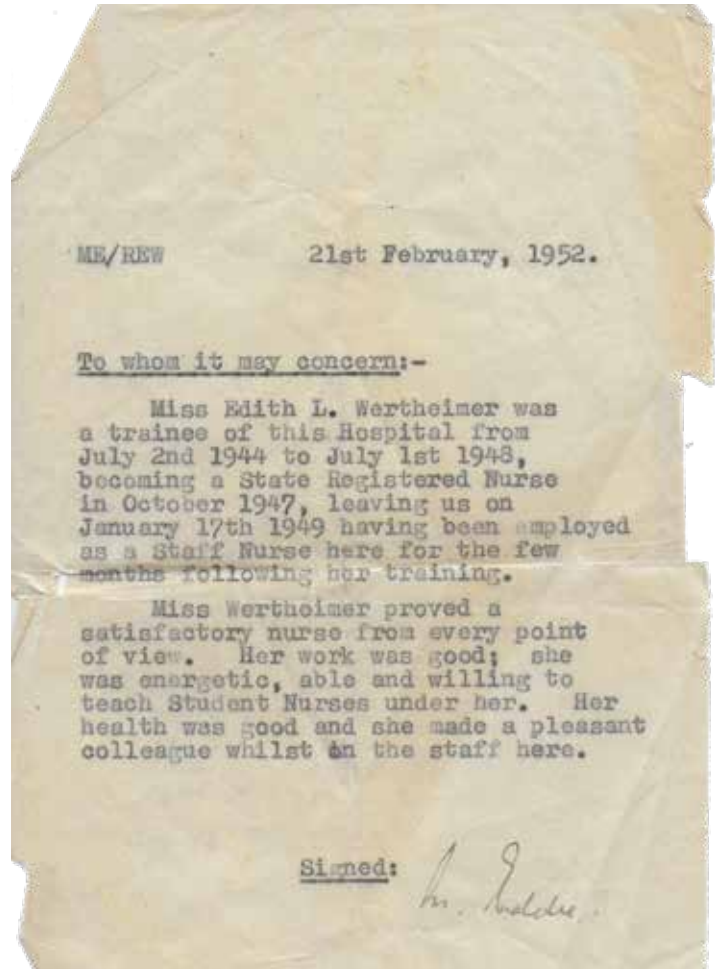 ME/REW 21st February, 1952.
To whom it may concern:-
Miss Edith L. Wertheimer was
a trainee of this Hospital from
July 2nd 1944 to July 1st 1948,
becoming a State Registered Nurse
in October 1947, leaving us on
January 17th 1949 having been employed
as a Staff Nurse here for the few
months following her training.
Miss Wertheimer proved a
satisfactory nurse from every point
of view. Her work was good; she
was energetic, able and willing to
teach Student Nurses under her. Her
health was good and she made a pleasant
colleague whilst on the staff here.
Signed: M.